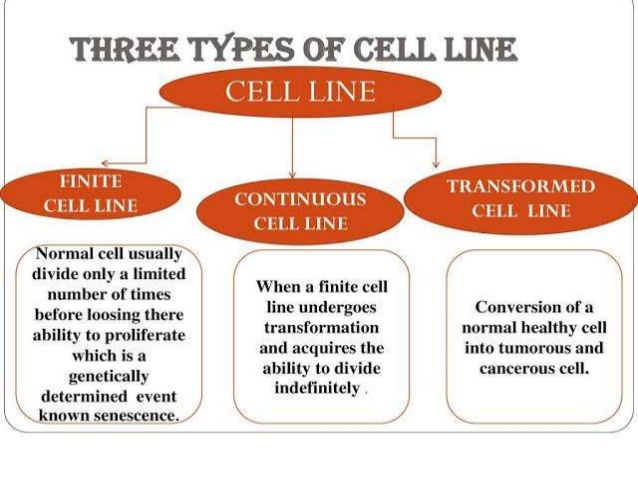 THREE TYPES OF CELL LINE
CELL LINE
FINITE
CELL LINE
Normal cell usually
divide only a limited
number of times
before loosing there
ability to proliferate
which is a
genetically
determined event
known senescence.
CONTINUOUS
CELL LINE
When a finite cell
line undergoes
transformation
and acquires the
ability to divide
indefinitely .
TRANSFORMED
CELL LINE
Conversion of a
normal healthy cell
into tumorous and
cancerous cell.